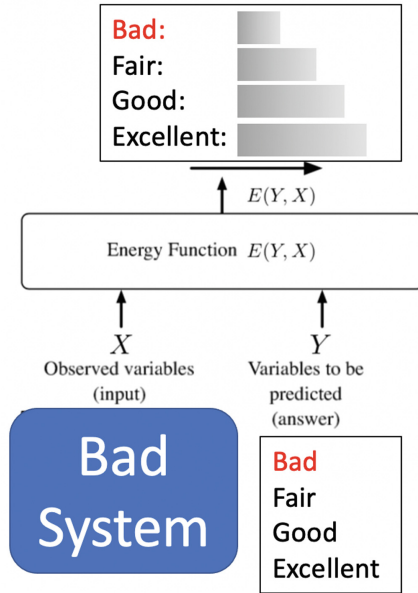 Bad:
Fair:
Good:
Excellent:
E(Y, X)
Energy Function E(Y, X)
X
Observed variables
(input)
Y
Variables to be
predicted
(answer)
Bad
System
Bad
Fair
Good
Excellent